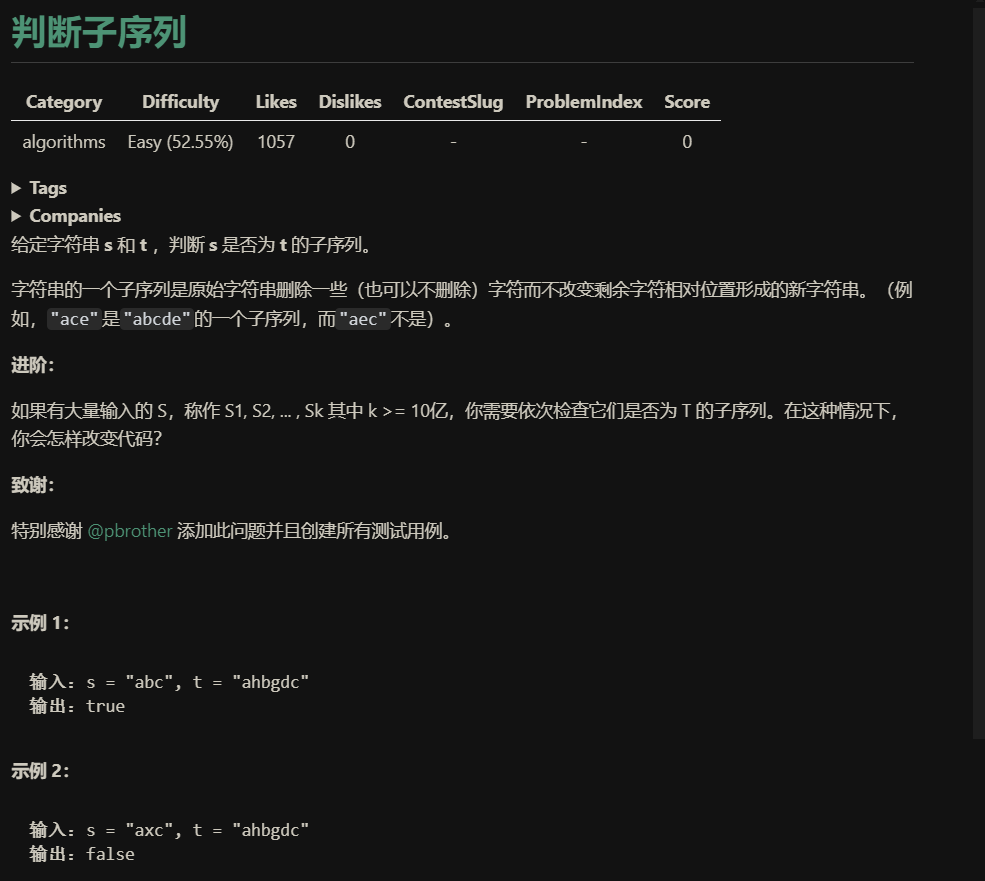 判断子序列
Category Difficulty Likes Dislikes ContestSlug ProblemIndex Score
algorithms Easy (52.55%) 1057 0 - - 0
▶ Tags
▶ Companies
给定字符串 s 和 t ，判断 s 是否为 t 的子序列。
字符串的一个子序列是原始字符串删除一些（也可以不删除）字符而不改变剩余字符相对位置形成的新字符串。（例
如，"ace"是"abcde"的一个子序列，而"aec"不是）。
进阶：
如果有大量输入的 S，称作 S1, S2, ... , Sk 其中 k >= 10亿，你需要依次检查它们是否为 T 的子序列。在这种情况下，
你会怎样改变代码？
致谢：
特别感谢 @pbrother 添加此问题并且创建所有测试用例。
示例 1：
输入：s = "abc", t = "ahbgdc"
输出：true
示例 2：
输入：s = "axc", t = "ahbgdc"
输出：false